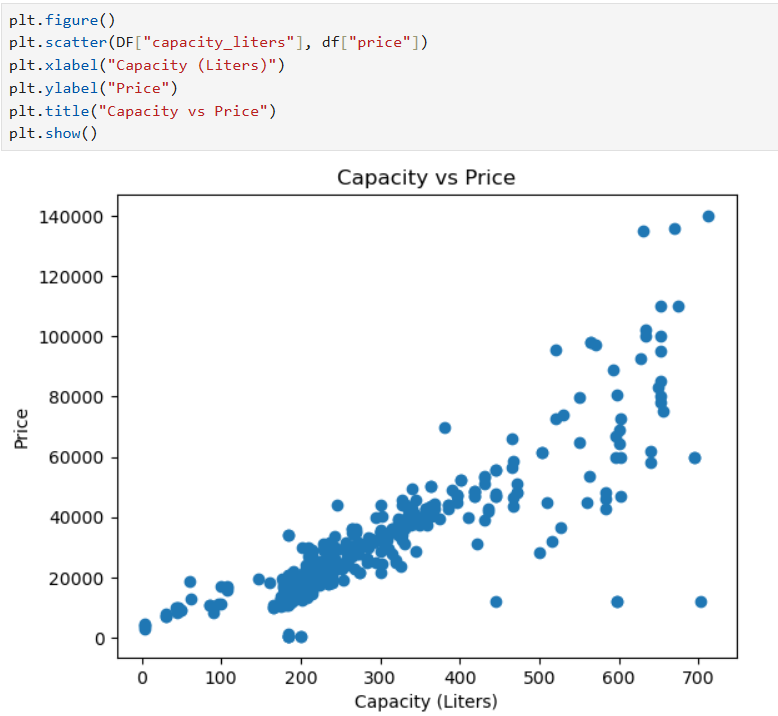 plt.figure()
plt.scatter(DF["capacity_liters"], df["price"])
plt.xlabel("Capacity (Liters)")
plt.ylabel("Price")
plt.title("Capacity vs Price")
plt.show()
Capacity vs Price
140000
120000
100000
80000
60000
40000
20000
0
Price
0 100 200 300 400 500 600 700
Capacity (Liters)